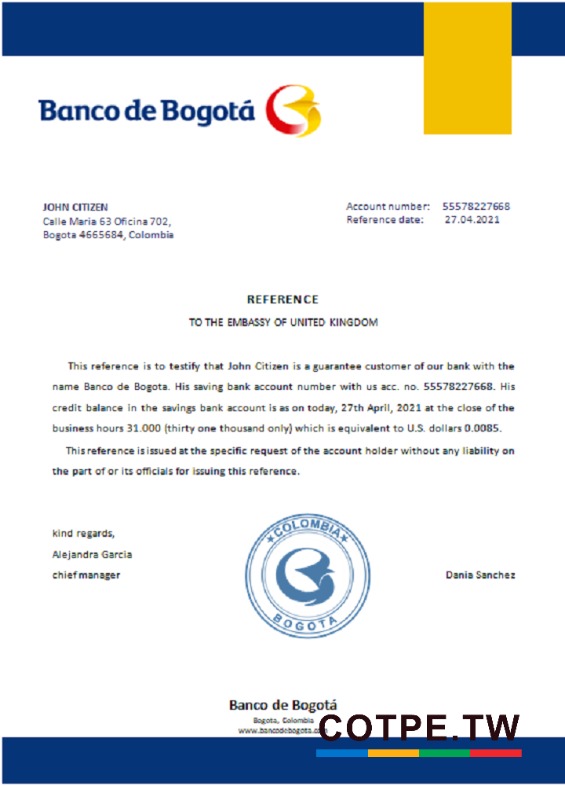 Banco de Bogotá
JOHN CITIZEN
Calle Maria 63 Oficina 702,
Bogota 4665684, Colombia
Account number: 55578227668
Reference date: 27.04.2021
REFERENCE
TO THE EMBASSY OF UNITED KINGDOM
This reference is to testify that John Citizen is a guarantee customer of our bank with the
name Banco de Bogota. His saving bank account number with us acc. no. 55578227668. His
credit balance in the savings bank account is as on today, 27th April, 2021 at the close of the
business hours 31.000 (thirty one thousand only) which is equivalent to U.S. dollars 0.0085.
This reference is issued at the specific request of the account holder without any liability on
the part of or its officials for issuing this reference.
kind regards,
Alejandra Garcia
chief manager
COLOMBIA
BOGOTA
Dania Sanchez
Banco de Bogotá
Bogota, Colombia
www.bancodebogota.com
COTPE.TW